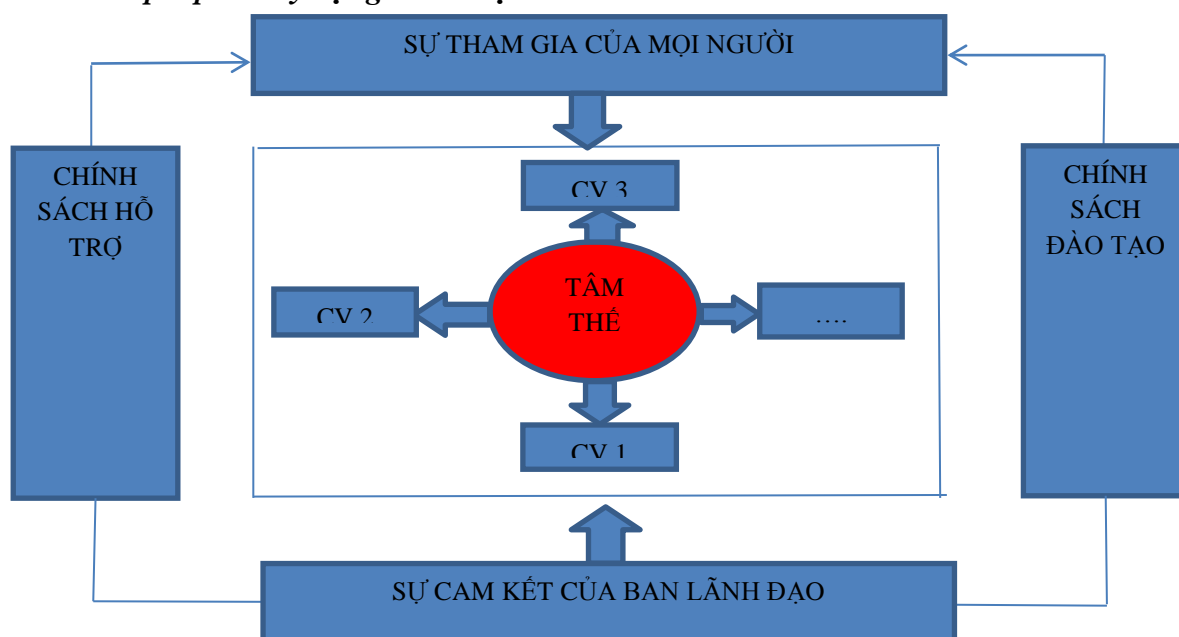 SỰ THAM GIA CỦA MỌI NGƯỜI
CHÍNH
SÁCH HỖ
TRỢ
CV 3
CHÍNH
SÁCH
ĐÀO TẠO
TÂM
THẾ
CV 2
….
CV 1
SỰ CAM KẾT CỦA BAN LÃNH ĐẠO